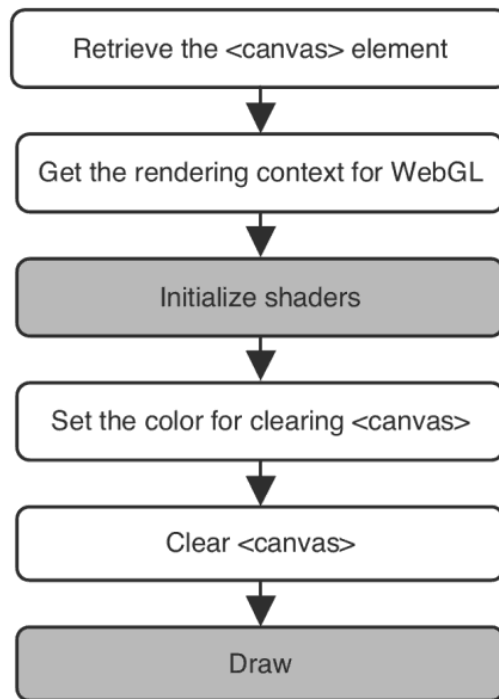 Retrieve the <canvas> element
Get the rendering context for WebGL
Initialize shaders
Set the color for clearing <canvas>
Clear <canvas>
Draw